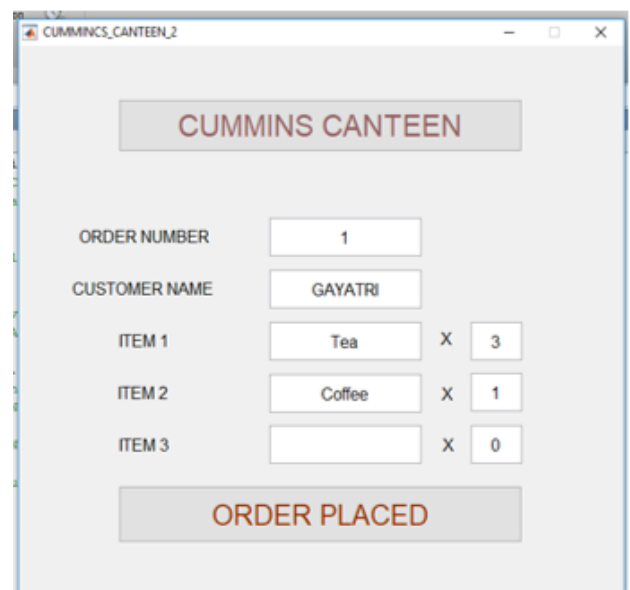 CUMMINCS_CANTEEN_2
CUMMINS CANTEEN
ORDER NUMBER 1
CUSTOMER NAME GAYATRI
ITEM 1 Tea X 3
ITEM 2 Coffee X 1
ITEM 3 X 0
ORDER PLACED